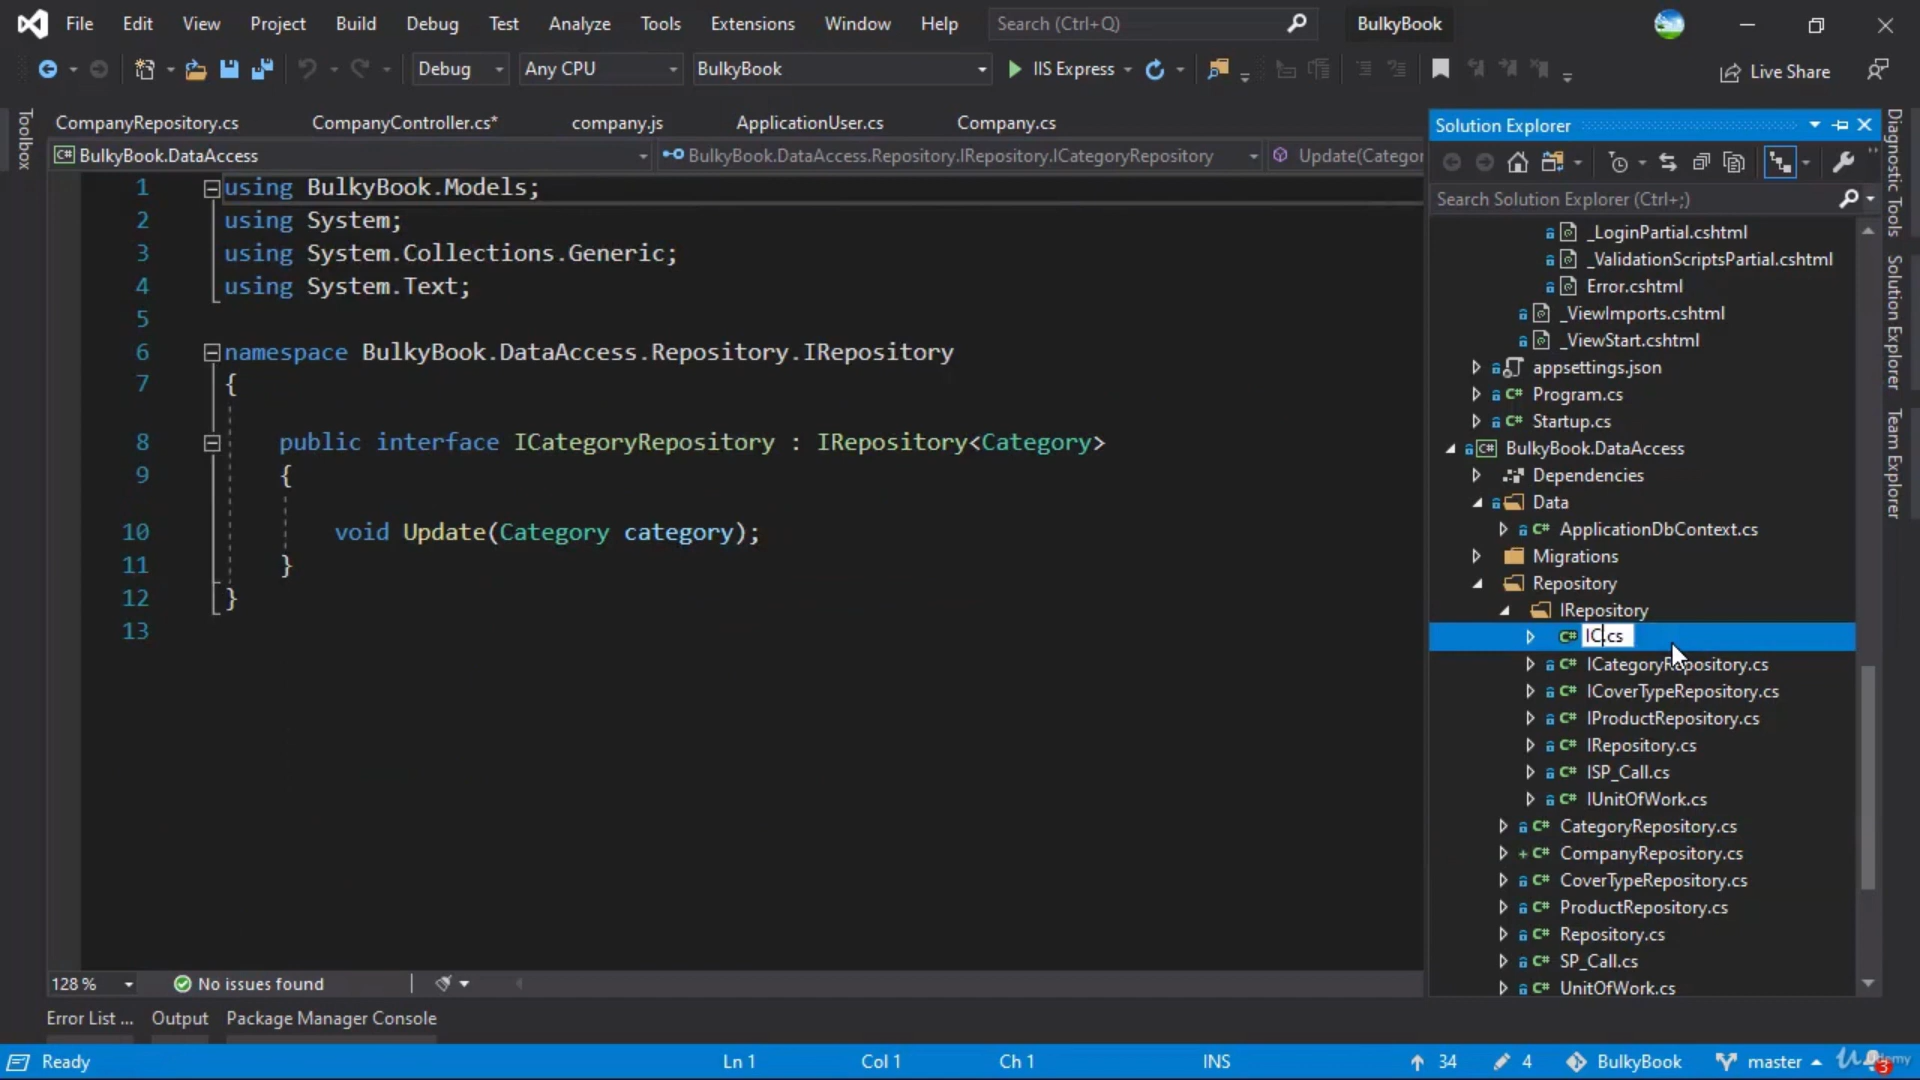 File Edit View Project Build Debug Test Analyze Tools Extensions Window Help Search (Ctrl+Q) BulkyBook
Debug Any CPU BulkyBook IIS Express Live Share
Toolbox
CompanyRepository.cs CompanyController.cs* company.js ApplicationUser.cs Company.cs
BulkyBook.DataAccess BulkyBook.DataAccess.Repository.IRepository.ICategoryRepository Update(Categor
1 using BulkyBook.Models;
2 using System;
3 using System.Collections.Generic;
4 using System.Text;
5
6 namespace BulkyBook.DataAccess.Repository.IRepository
7 {
8 public interface ICategoryRepository : IRepository<Category>
9 {
10 void Update(Category category);
11 }
12 }
13
128 % No issues found
Error List ... Output Package Manager Console
Solution Explorer
Search Solution Explorer (Ctrl+;)
_LoginPartial.cshtml
_ValidationScriptsPartial.cshtml
Error.cshtml
_ViewImports.cshtml
_ViewStart.cshtml
appsettings.json
Program.cs
Startup.cs
BulkyBook.DataAccess
Dependencies
Data
ApplicationDbContext.cs
Migrations
Repository
IRepository
IC.cs
ICategoryRepository.cs
ICoverTypeRepository.cs
IProductRepository.cs
IRepository.cs
ISP_Call.cs
IUnitOfWork.cs
CategoryRepository.cs
CompanyRepository.cs
CoverTypeRepository.cs
ProductRepository.cs
Repository.cs
SP_Call.cs
UnitOfWork.cs
Diagnostic Tools
Solution Explorer
Team Explorer
Ready Ln 1 Col 1 Ch 1 INS 34 4 BulkyBook master 3